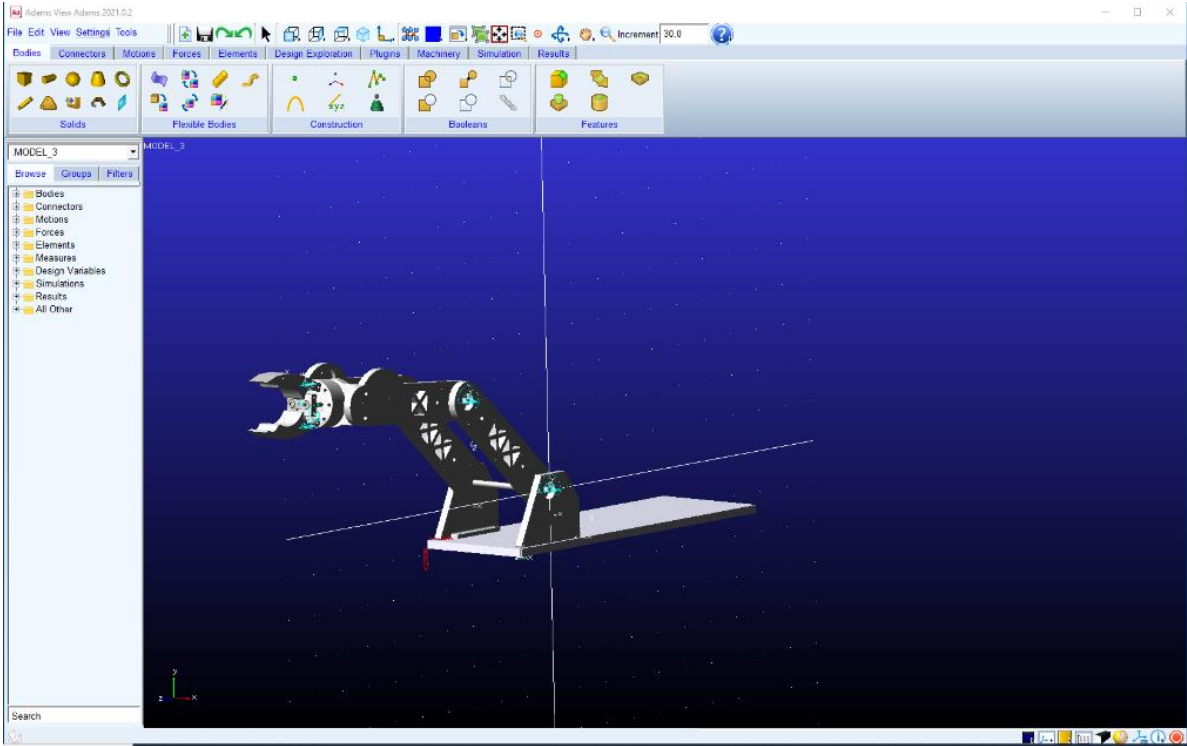 Ad Adams View Adams 2021.0.2
File Edit View Settings Tools
Increment 30.0
Bodies Connectors Motions Forces Elements Design Exploration Plugins Machinery Simulation Results
xyz
Solids Flexible Bodies Construction Booleans Features
.MODEL_3
MODEL_3
Browse Groups Filters
Bodies
Connectors
Motions
Forces
Elements
Measures
Design Variables
Simulations
Results
All Other
y
z x
Search